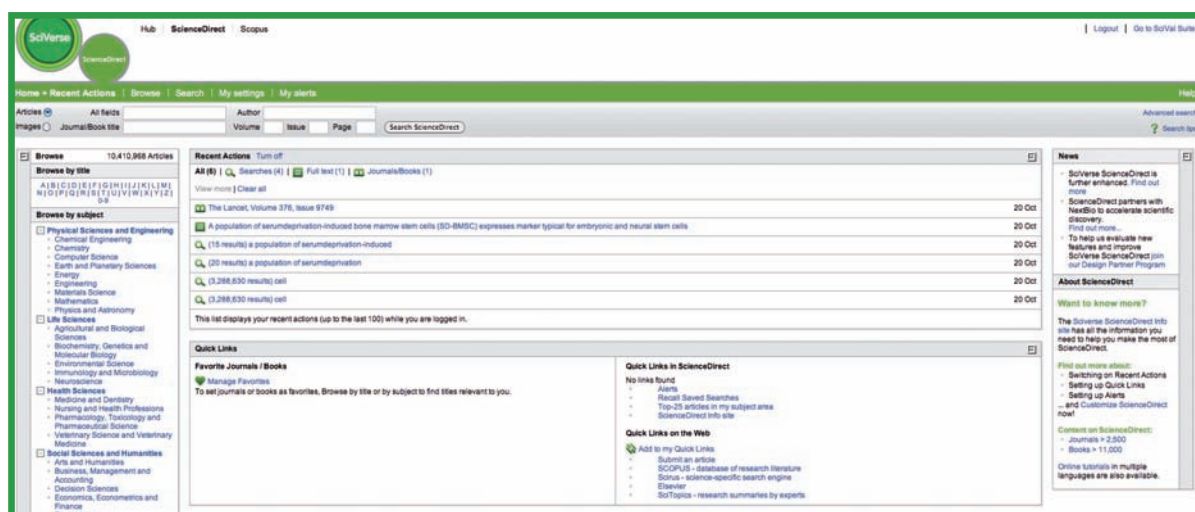 SciVerse
ScienceDirect
Hub ScienceDirect Scopus
Logout Go to SciVal Suite
Home + Recent Actions | Browse | Search | My settings | My alerts
Help
Articles All fields Author
Advanced search
Images Journal/Book title Volume Issue Page Search ScienceDirect
? Search tips
Browse 10,410,968 Articles
Browse by title
A|B|C|D|E|F|G|H|I|J|K|L|M|
N|O|P|Q|R|S|T|U|V|W|X|Y|Z|
0-9
Browse by subject
Physical Sciences and Engineering
Chemical Engineering
Chemistry
Computer Science
Earth and Planetary Sciences
Energy
Engineering
Materials Science
Mathematics
Physics and Astronomy
Life Sciences
Agricultural and Biological
Sciences
Biochemistry, Genetics and
Molecular Biology
Environmental Science
Immunology and Microbiology
Neuroscience
Health Sciences
Medicine and Dentistry
Nursing and Health Professions
Pharmacology, Toxicology and
Pharmaceutical Science
Veterinary Science and Veterinary
Medicine
Social Sciences and Humanities
Arts and Humanities
Business, Management and
Accounting
Decision Sciences
Economics, Econometrics and
Finance
Recent Actions Turn off
All (6) | Searches (4) | Full text (1) | Journals/Books (1)
View more | Clear all
The Lancet, Volume 376, Issue 9749 20 Oct
A population of serumdeprivation-induced bone marrow stem cells (SD-BMSC) expresses marker typical for embryonic and neural stem cells 20 Oct
(15 results) a population of serumdeprivation-induced 20 Oct
(20 results) a population of serumdeprivation 20 Oct
(3,288,630 results) cell 20 Oct
(3,288,630 results) cell 20 Oct
This list displays your recent actions (up to the last 100) while you are logged in.
Quick Links
Favorite Journals / Books
Manage Favorites
To set journals or books as favorites, Browse by title or by subject to find titles relevant to you.
Quick Links in ScienceDirect
No links found
Alerts
Recall Saved Searches
Top-25 articles in my subject area
ScienceDirect Info site
Quick Links on the Web
Add to my Quick Links
Submit an article
SCOPUS - database of research literature
Scirus - science-specific search engine
Elsevier
SciTopics - research summaries by experts
News
SciVerse ScienceDirect is
further enhanced. Find out
more
ScienceDirect partners with
NextBio to accelerate scientific
discovery.
Find out more...
To help us evaluate new
features and improve
SciVerse ScienceDirect join
our Design Partner Program
About ScienceDirect
Want to know more?
The Sciverse ScienceDirect Info
site has all the information you
need to help you make the most of
ScienceDirect.
Find out more about:
Switching on Recent Actions
Setting up Quick Links
Setting up Alerts
... and Customize ScienceDirect
now!
Content on ScienceDirect:
Journals > 2,500
Books > 11,000
Online tutorials in multiple
languages are also available.